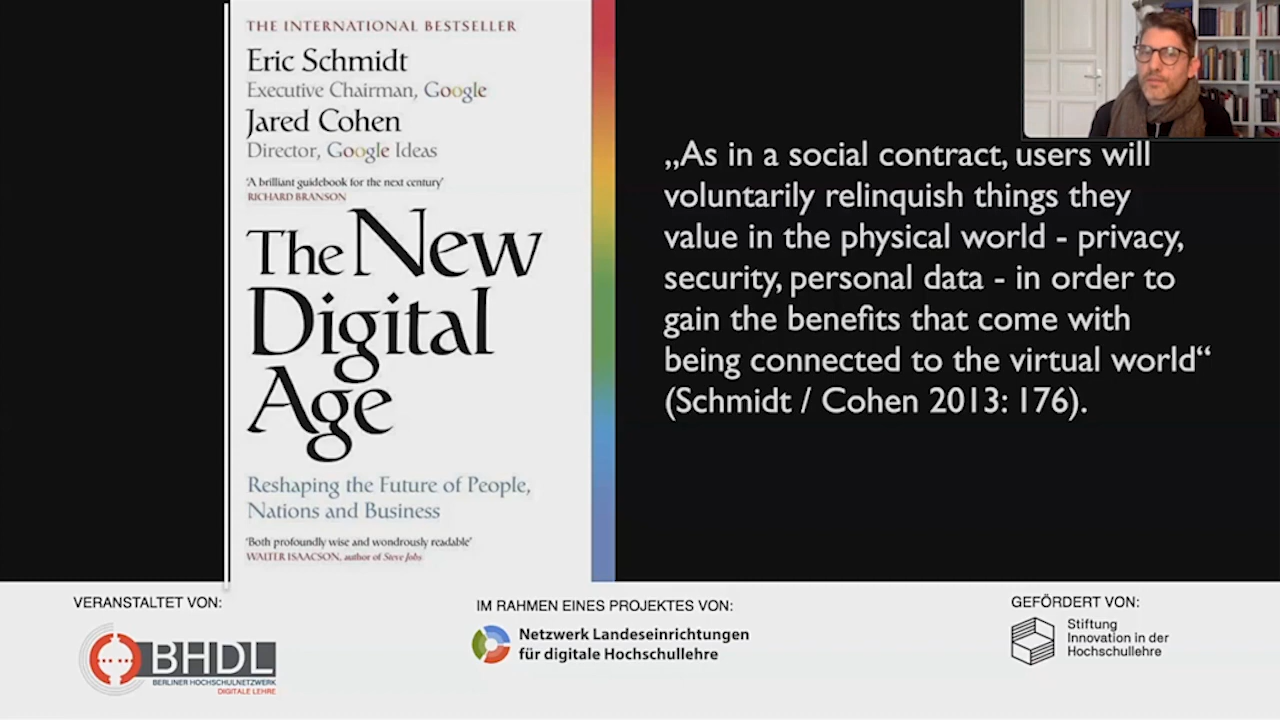 THE INTERNATIONAL BESTSELLER
Eric Schmidt
Executive Chairman, Google
Jared Cohen
Director, Google Ideas
‘A brilliant guidebook for the next century’
RICHARD BRANSON
The New
Digital
Age
Reshaping the Future of People,
Nations and Business
‘Both profoundly wise and wondrously readable’
WALTER ISAACSON, author of Steve Jobs
„As in a social contract, users will
voluntarily relinquish things they
value in the physical world - privacy,
security, personal data - in order to
gain the benefits that come with
being connected to the virtual world“
(Schmidt / Cohen 2013: 176).
VERANSTALTET VON:
BHDL
BERLINER HOCHSCHULNETZWERK
DIGITALE LEHRE
IM RAHMEN EINES PROJEKTES VON:
Netzwerk Landeseinrichtungen
für digitale Hochschullehre
GEFÖRDERT VON:
Stiftung
Innovation in der
Hochschullehre